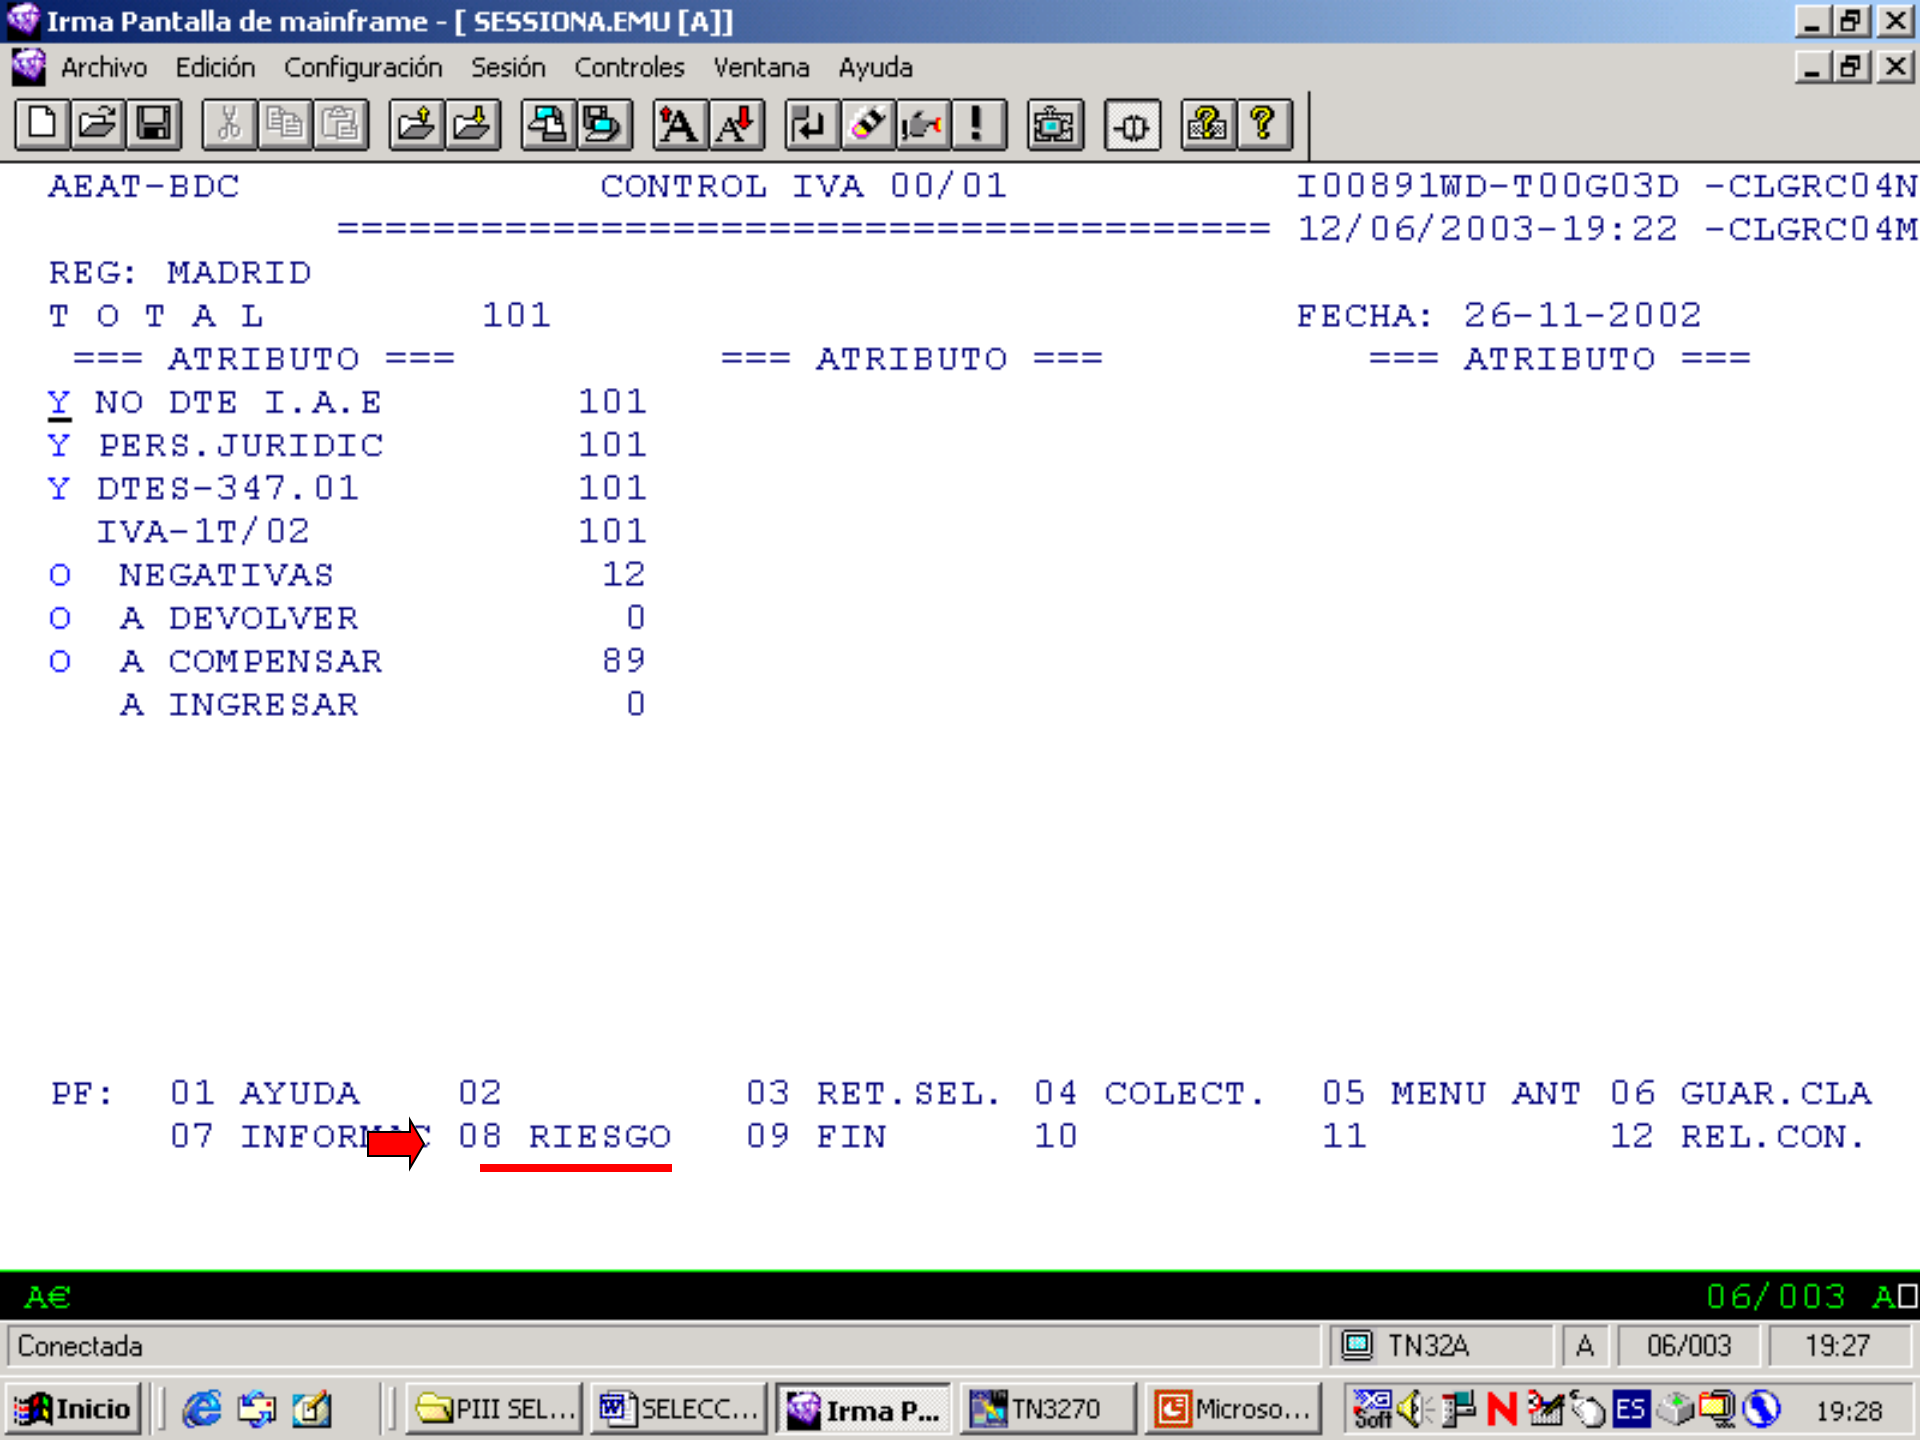 Irma Pantalla de mainframe - [ SESSIONA.EMU [A]]
Archivo Edición Configuración Sesión Controles Ventana Ayuda
AEAT-BDC CONTROL IVA 00/01 I00891WD-T00G03D -CLGRC04N
======================================= 12/06/2003-19:22 -CLGRC04M
REG: MADRID
T O T A L 101 FECHA: 26-11-2002
=== ATRIBUTO === === ATRIBUTO === === ATRIBUTO ===
Y NO DTE I.A.E 101
Y PERS.JURIDIC 101
Y DTES-347.01 101
IVA-1T/02 101
O NEGATIVAS 12
O A DEVOLVER 0
O A COMPENSAR 89
A INGRESAR 0
PF: 01 AYUDA 02 03 RET.SEL. 04 COLECT. 05 MENU ANT 06 GUAR.CLA
07 INFORMAC 08 RIESGO 09 FIN 10 11 12 REL.CON.
A€ 06/003 A
Conectada TN32A A 06/003 19:27
Inicio PIII SEL... SELECC... Irma P... TN3270 Microso... Soft N ES 19:28